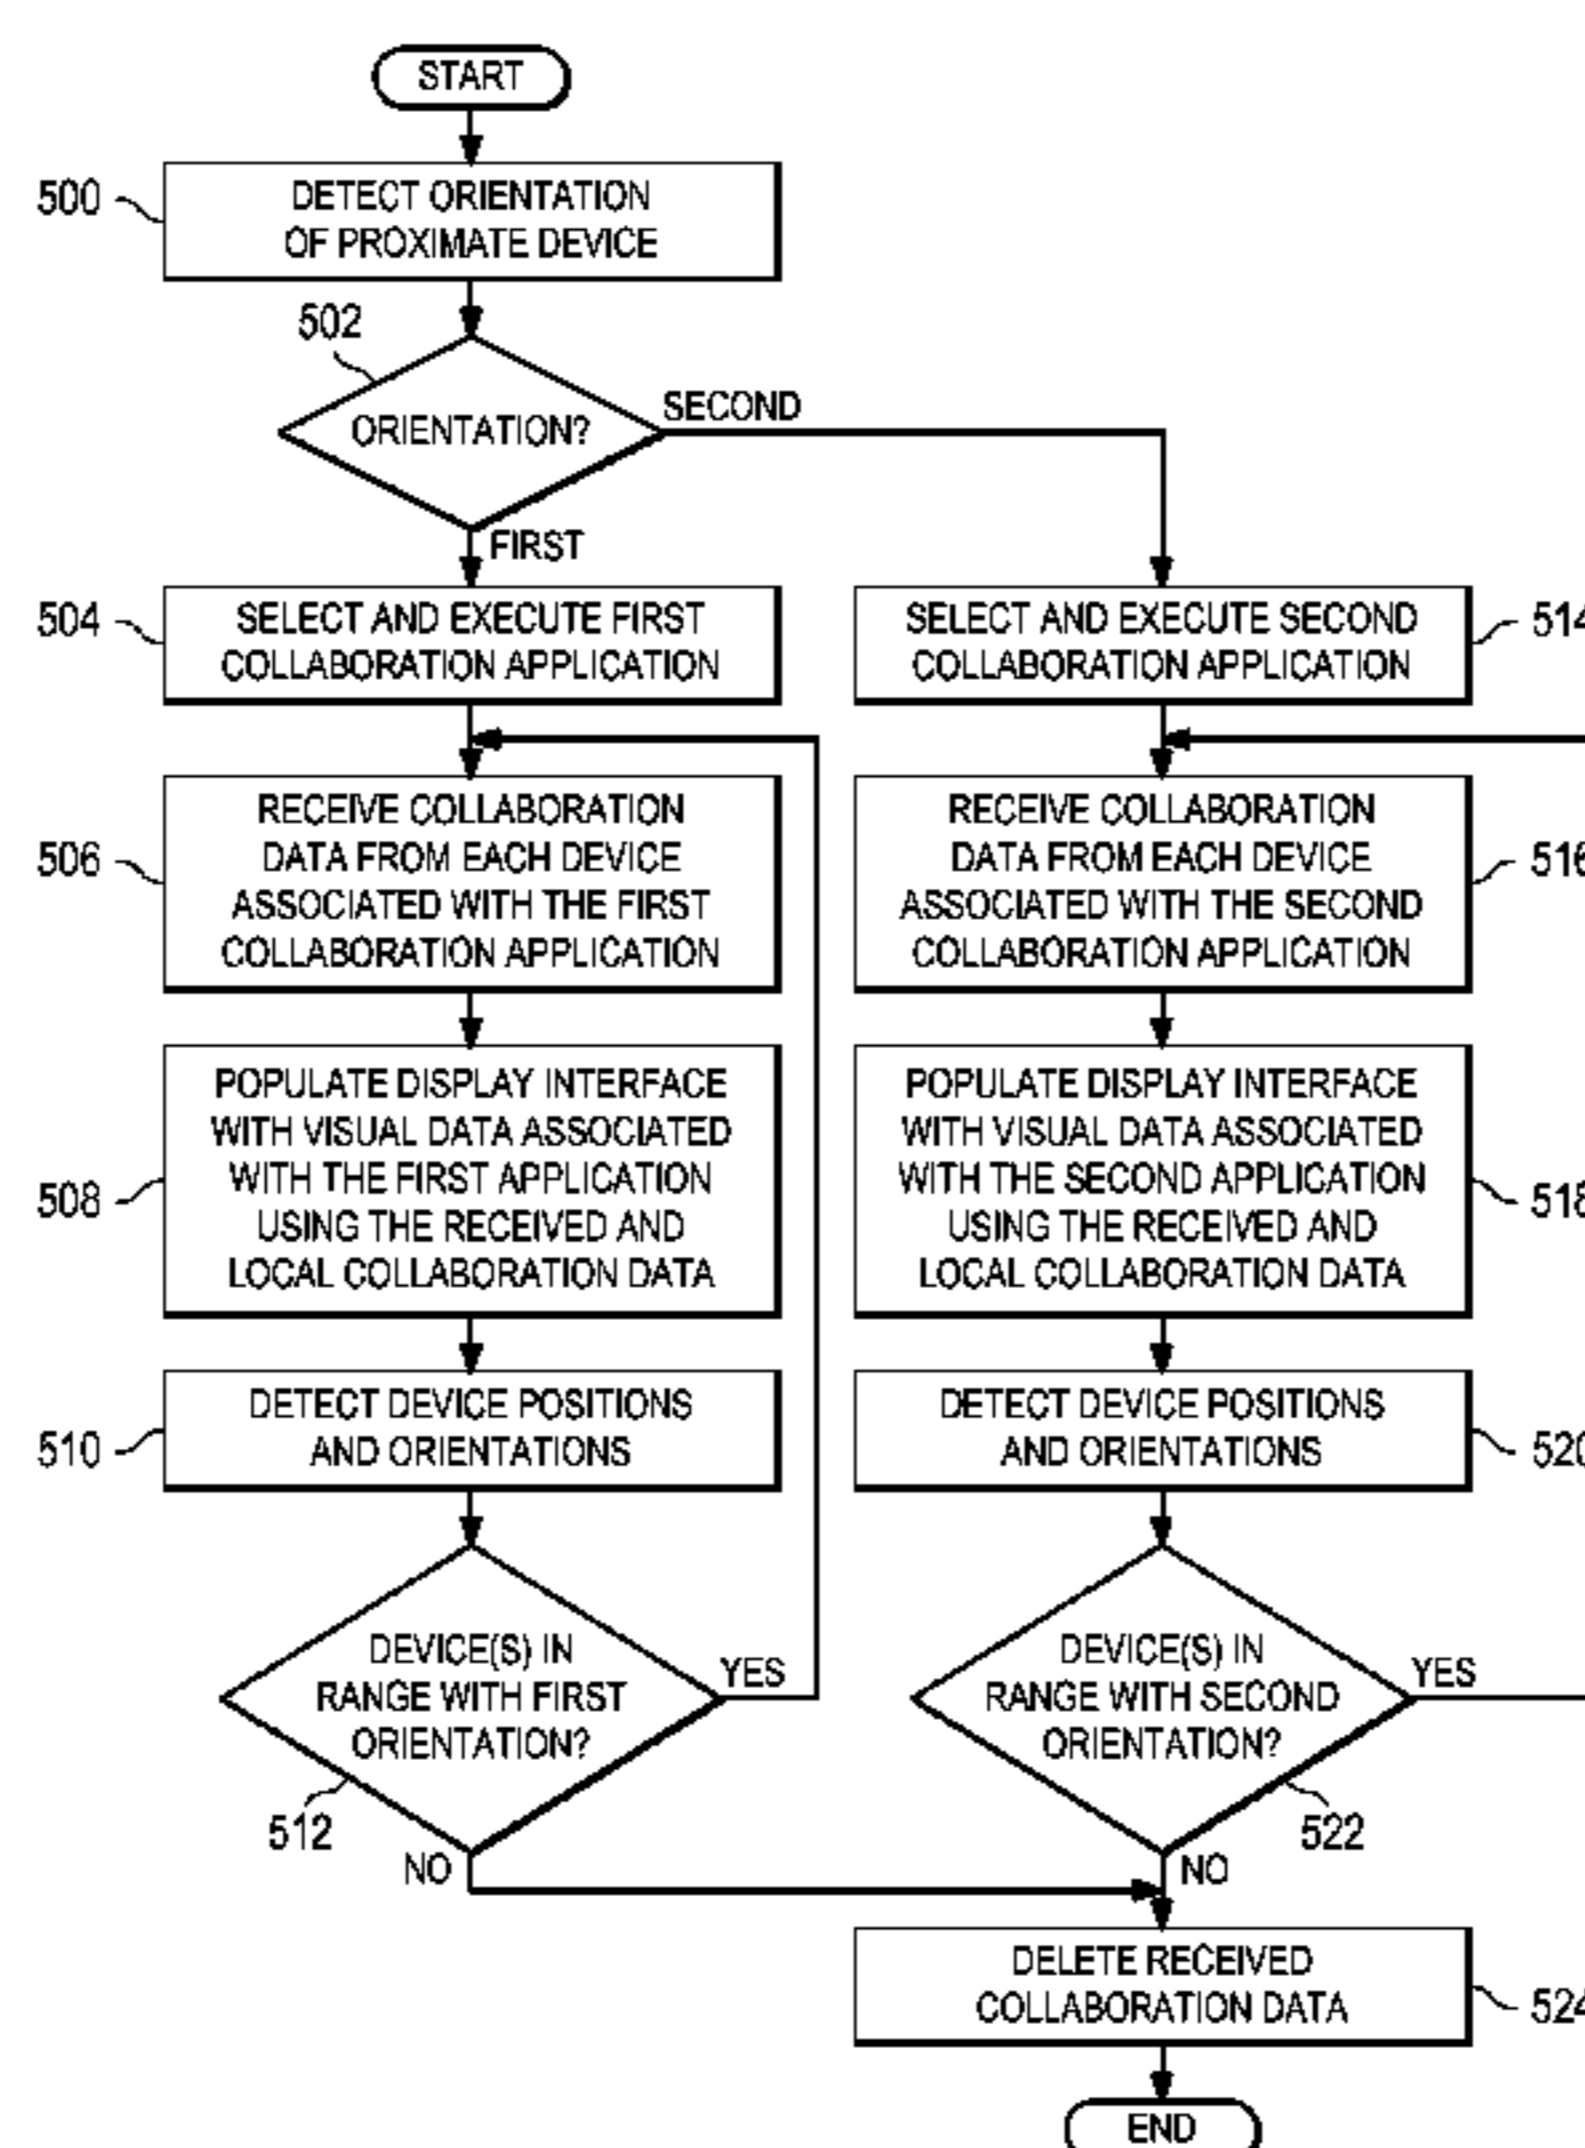 START
500
DETECT ORIENTATION
OF PROXIMATE DEVICE
502
ORIENTATION?
SECOND
FIRST
504
SELECT AND EXECUTE FIRST
COLLABORATION APPLICATION
SELECT AND EXECUTE SECOND
COLLABORATION APPLICATION
514
506
RECEIVE COLLABORATION
DATA FROM EACH DEVICE
ASSOCIATED WITH THE FIRST
COLLABORATION APPLICATION
RECEIVE COLLABORATION
DATA FROM EACH DEVICE
ASSOCIATED WITH THE SECOND
COLLABORATION APPLICATION
516
508
POPULATE DISPLAY INTERFACE
WITH VISUAL DATA ASSOCIATED
WITH THE FIRST APPLICATION
USING THE RECEIVED AND
LOCAL COLLABORATION DATA
POPULATE DISPLAY INTERFACE
WITH VISUAL DATA ASSOCIATED
WITH THE SECOND APPLICATION
USING THE RECEIVED AND
LOCAL COLLABORATION DATA
518
510
DETECT DEVICE POSITIONS
AND ORIENTATIONS
DETECT DEVICE POSITIONS
AND ORIENTATIONS
520
DEVICE(S) IN
RANGE WITH FIRST
ORIENTATION?
YES
512
NO
DEVICE(S) IN
RANGE WITH SECOND
ORIENTATION?
YES
522
NO
DELETE RECEIVED
COLLABORATION DATA
524
END